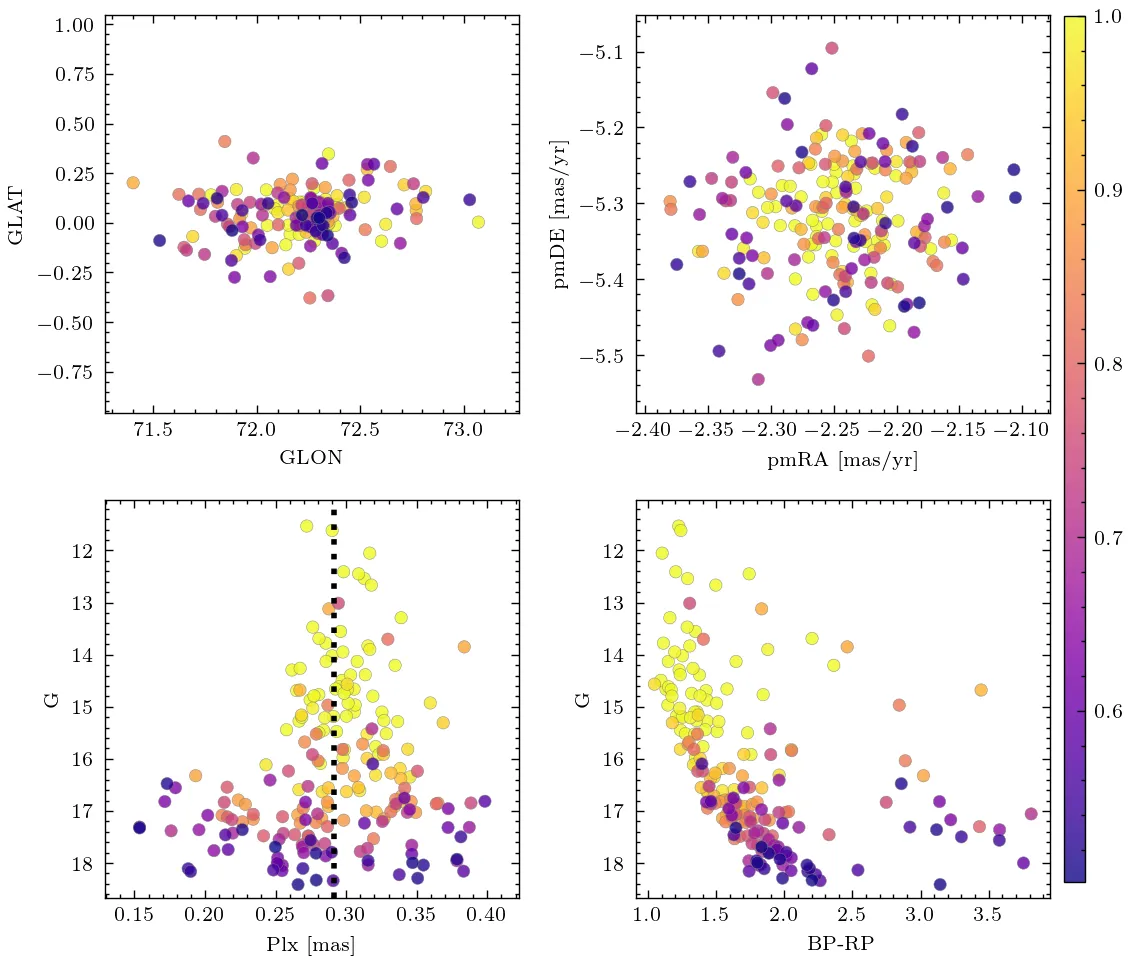 1.00
0.75
0.50
0.25
0.00
−0.25
−0.50
−0.75
GLAT
71.5 72.0 72.5 73.0
GLON
−5.1
−5.2
−5.3
−5.4
−5.5
pmDE [mas/yr]
−2.40 −2.35 −2.30 −2.25 −2.20 −2.15 −2.10
pmRA [mas/yr]
1.0
0.9
0.8
0.7
0.6
12
13
14
15
16
17
18
G
0.15 0.20 0.25 0.30 0.35 0.40
Plx [mas]
12
13
14
15
16
17
18
G
1.0 1.5 2.0 2.5 3.0 3.5
BP-RP